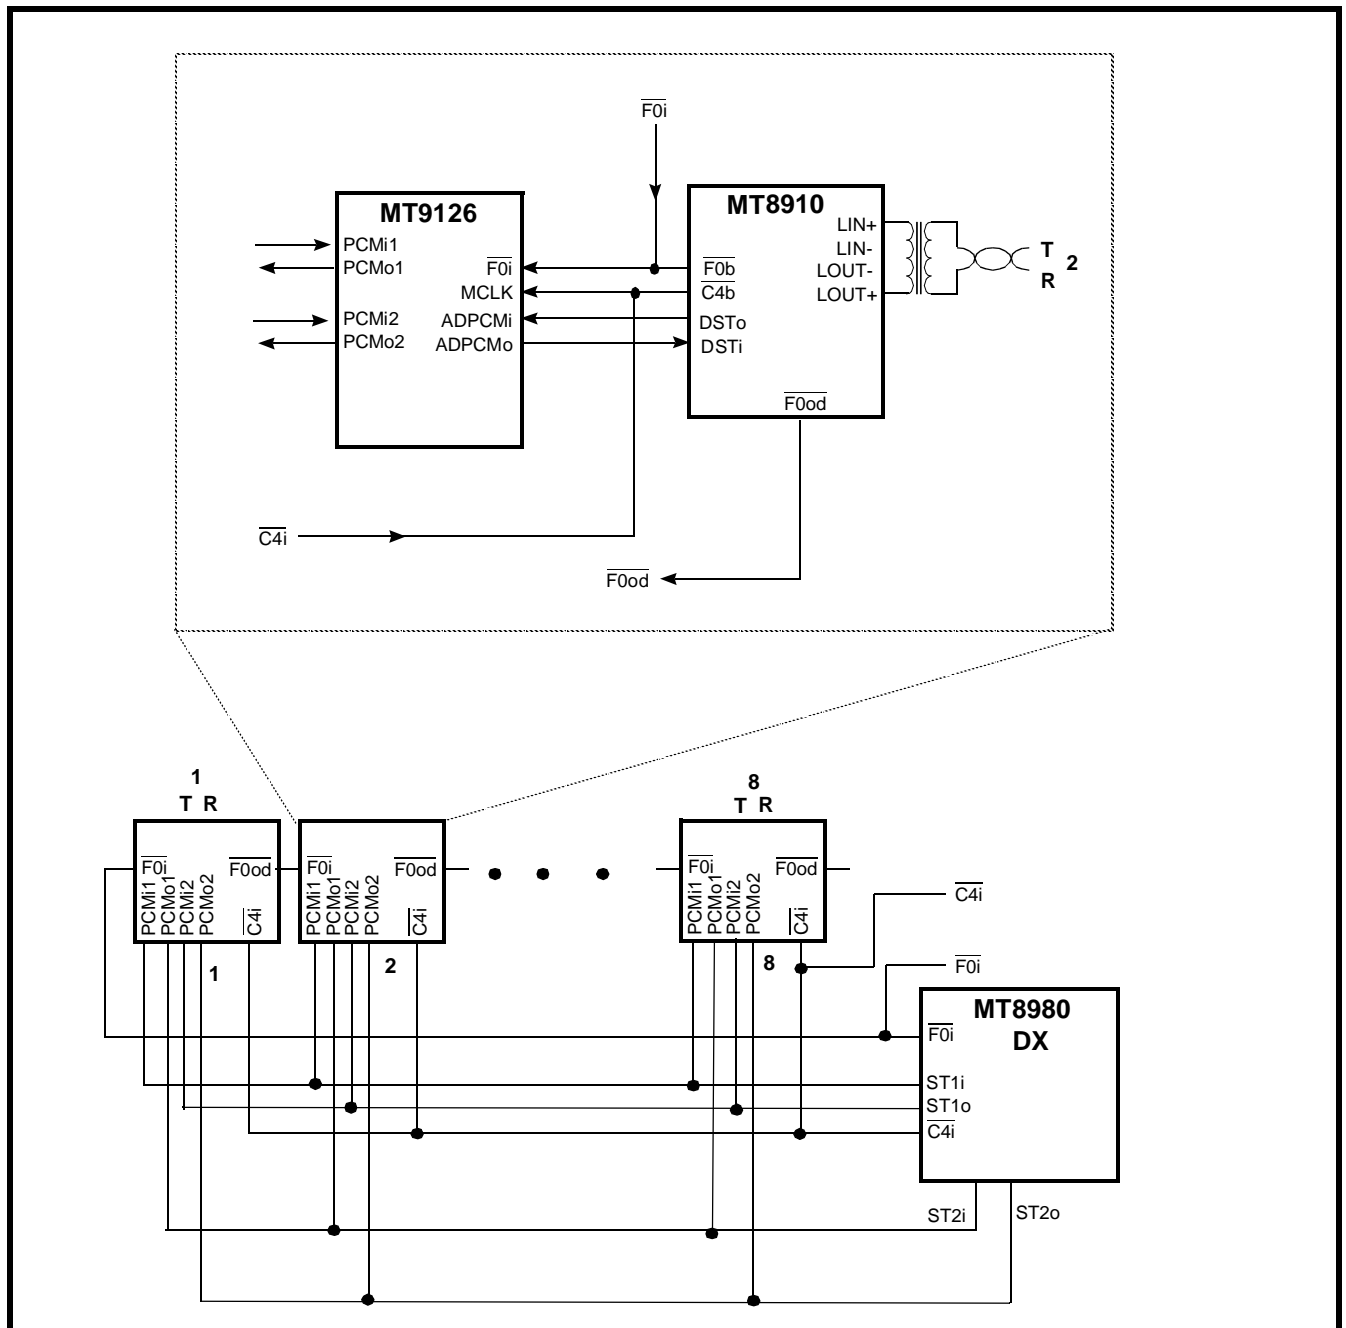 F0i
MT9126
MT8910
PCMi1
PCMo1
PCMi2
PCMo2
F0i
MCLK
ADPCMi
ADPCMo
F0b
C4b
DSTo
DSTi
LIN+
LIN-
LOUT-
LOUT+
F0od
T
R
2
C4i
F0od
1
T R
8
T R
F0i
F0od
PCMi1
PCMo1
PCMi2
PCMo2
C4i
1
F0i
F0od
PCMi1
PCMo1
PCMi2
PCMo2
C4i
2
F0i
F0od
PCMi1
PCMo1
PCMi2
PCMo2
C4i
8
C4i
F0i
MT8980
DX
F0i
ST1i
ST1o
C4i
ST2i
ST2o